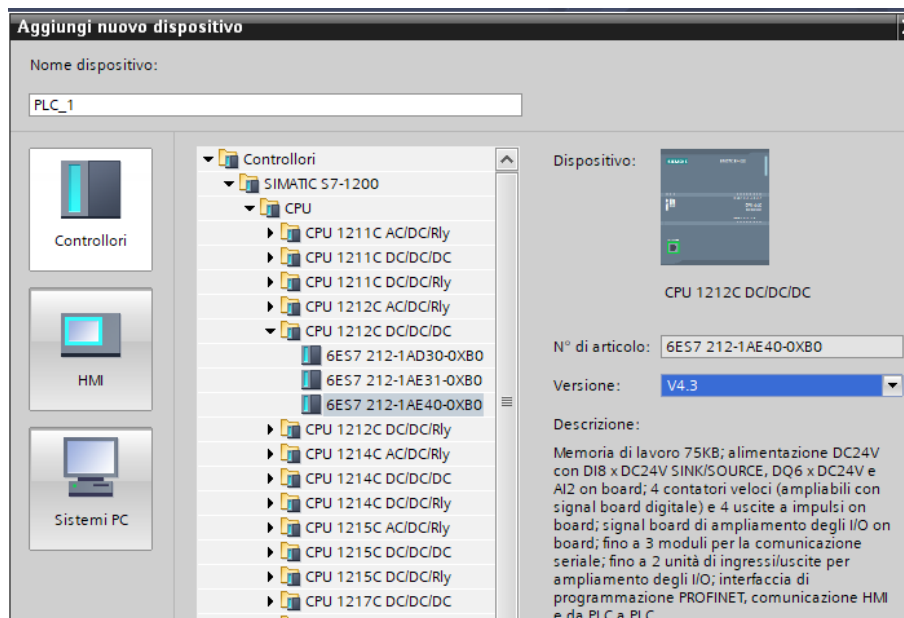 Aggiungi nuovo dispositivo
Nome dispositivo:
PLC_1
Controllori
HMI
Sistemi PC
Controllori
SIMATIC S7-1200
CPU
CPU 1211C AC/DC/Rly
CPU 1211C DC/DC/DC
CPU 1211C DC/DC/Rly
CPU 1212C AC/DC/Rly
CPU 1212C DC/DC/DC
6ES7 212-1AD30-0XB0
6ES7 212-1AE31-0XB0
6ES7 212-1AE40-0XB0
CPU 1212C DC/DC/Rly
CPU 1214C AC/DC/Rly
CPU 1214C DC/DC/DC
CPU 1214C DC/DC/Rly
CPU 1215C AC/DC/Rly
CPU 1215C DC/DC/DC
CPU 1215C DC/DC/Rly
CPU 1217C DC/DC/DC
Dispositivo:
CPU 1212C DC/DC/DC
N° di articolo:
6ES7 212-1AE40-0XB0
Versione:
V4.3
Descrizione:
Memoria di lavoro 75KB; alimentazione DC24V
con DI8 x DC24V SINK/SOURCE, DQ6 x DC24V e
AI2 on board; 4 contatori veloci (ampliabili con
signal board digitale) e 4 uscite a impulsi on
board; signal board di ampliamento degli I/O on
board; fino a 3 moduli per la comunicazione
seriale; fino a 2 unità di ingressi/uscite per
ampliamento degli I/O; interfaccia di
programmazione PROFINET, comunicazione HMI
e da PLC a PLC